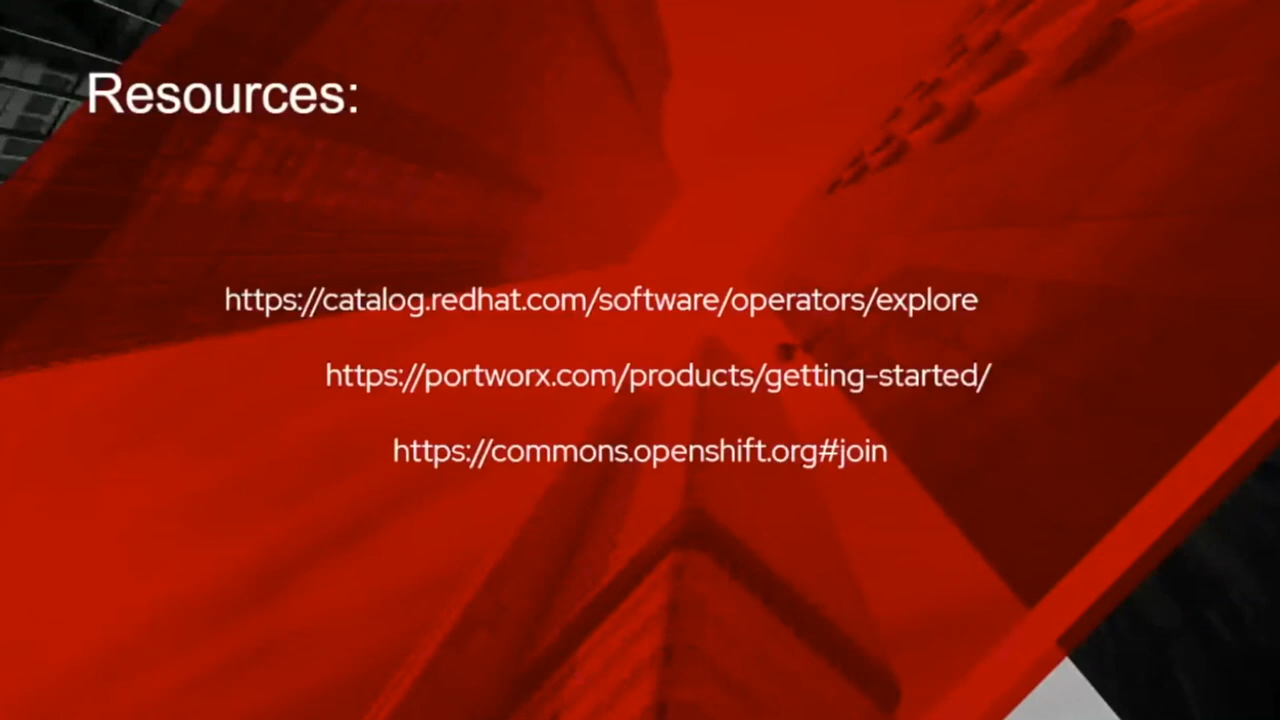 Resources:
https://catalog.redhat.com/software/operators/explore
https://portworx.com/products/getting-started/
https://commons.openshift.org#join